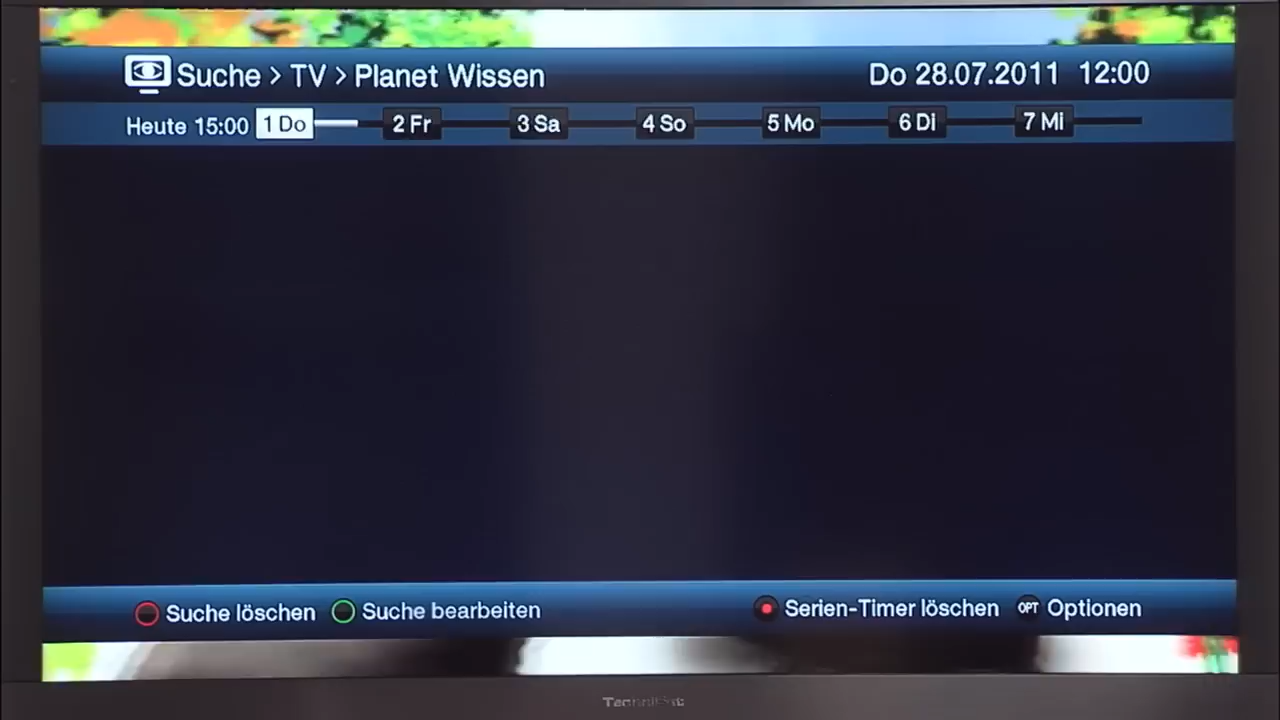 Suche > TV > Planet Wissen Do 28.07.2011 12:00
Heute 15:00 1 Do 2 Fr 3 Sa 4 So 5 Mo 6 Di 7 Mi
Suche löschen Suche bearbeiten Serien-Timer löschen OPT Optionen
TechniSat